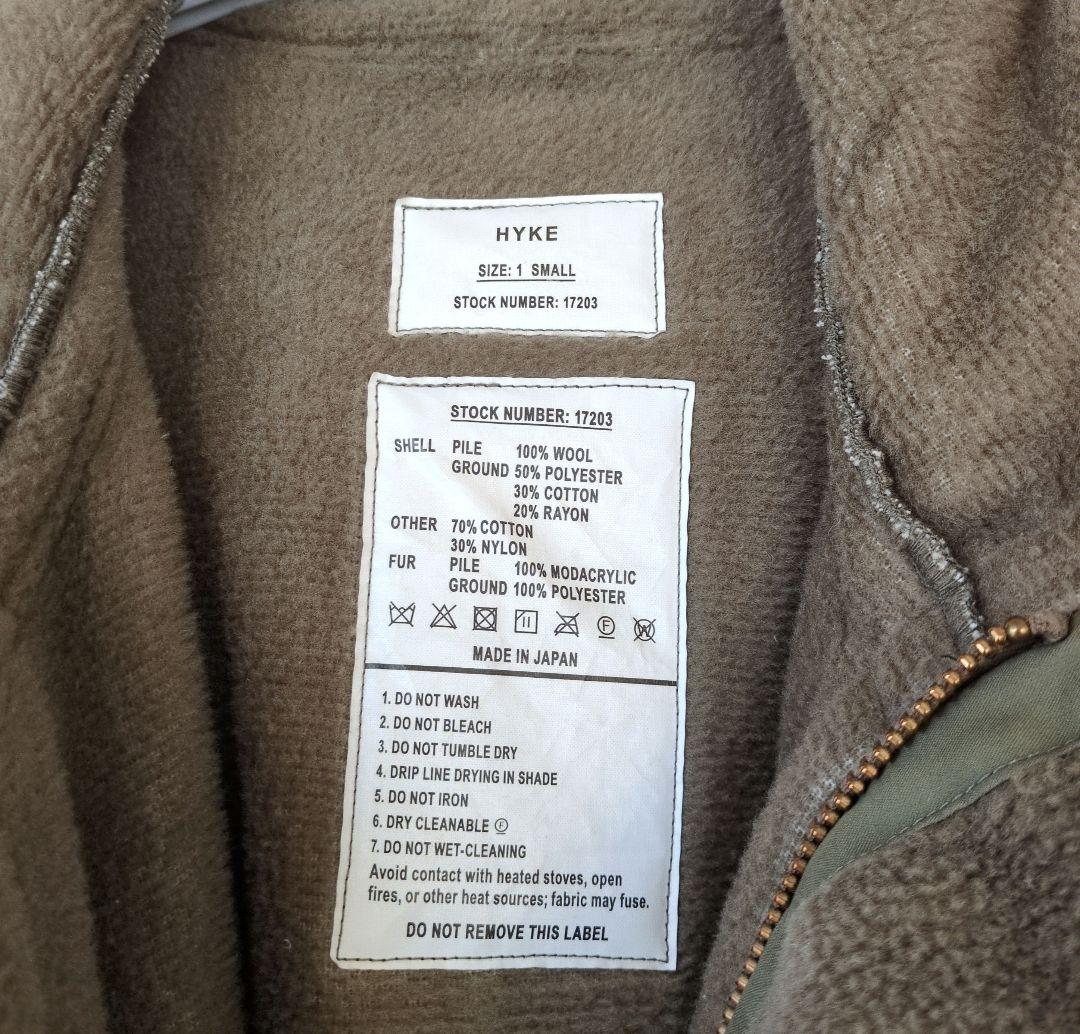 HYKE
SIZE: 1 SMALL
STOCK NUMBER: 17203
STOCK NUMBER: 17203
SHELL PILE 100% WOOL
GROUND 50% POLYESTER
30% COTTON
20% RAYON
OTHER 70% COTTON
30% NYLON
FUR PILE 100% MODACRYLIC
GROUND 100% POLYESTER
F W
MADE IN JAPAN
1. DO NOT WASH
2. DO NOT BLEACH
3. DO NOT TUMBLE DRY
4. DRIP LINE DRYING IN SHADE
5. DO NOT IRON
6. DRY CLEANABLE Ⓕ
7. DO NOT WET-CLEANING
Avoid contact with heated stoves, open
fires, or other heat sources; fabric may fuse.
DO NOT REMOVE THIS LABEL